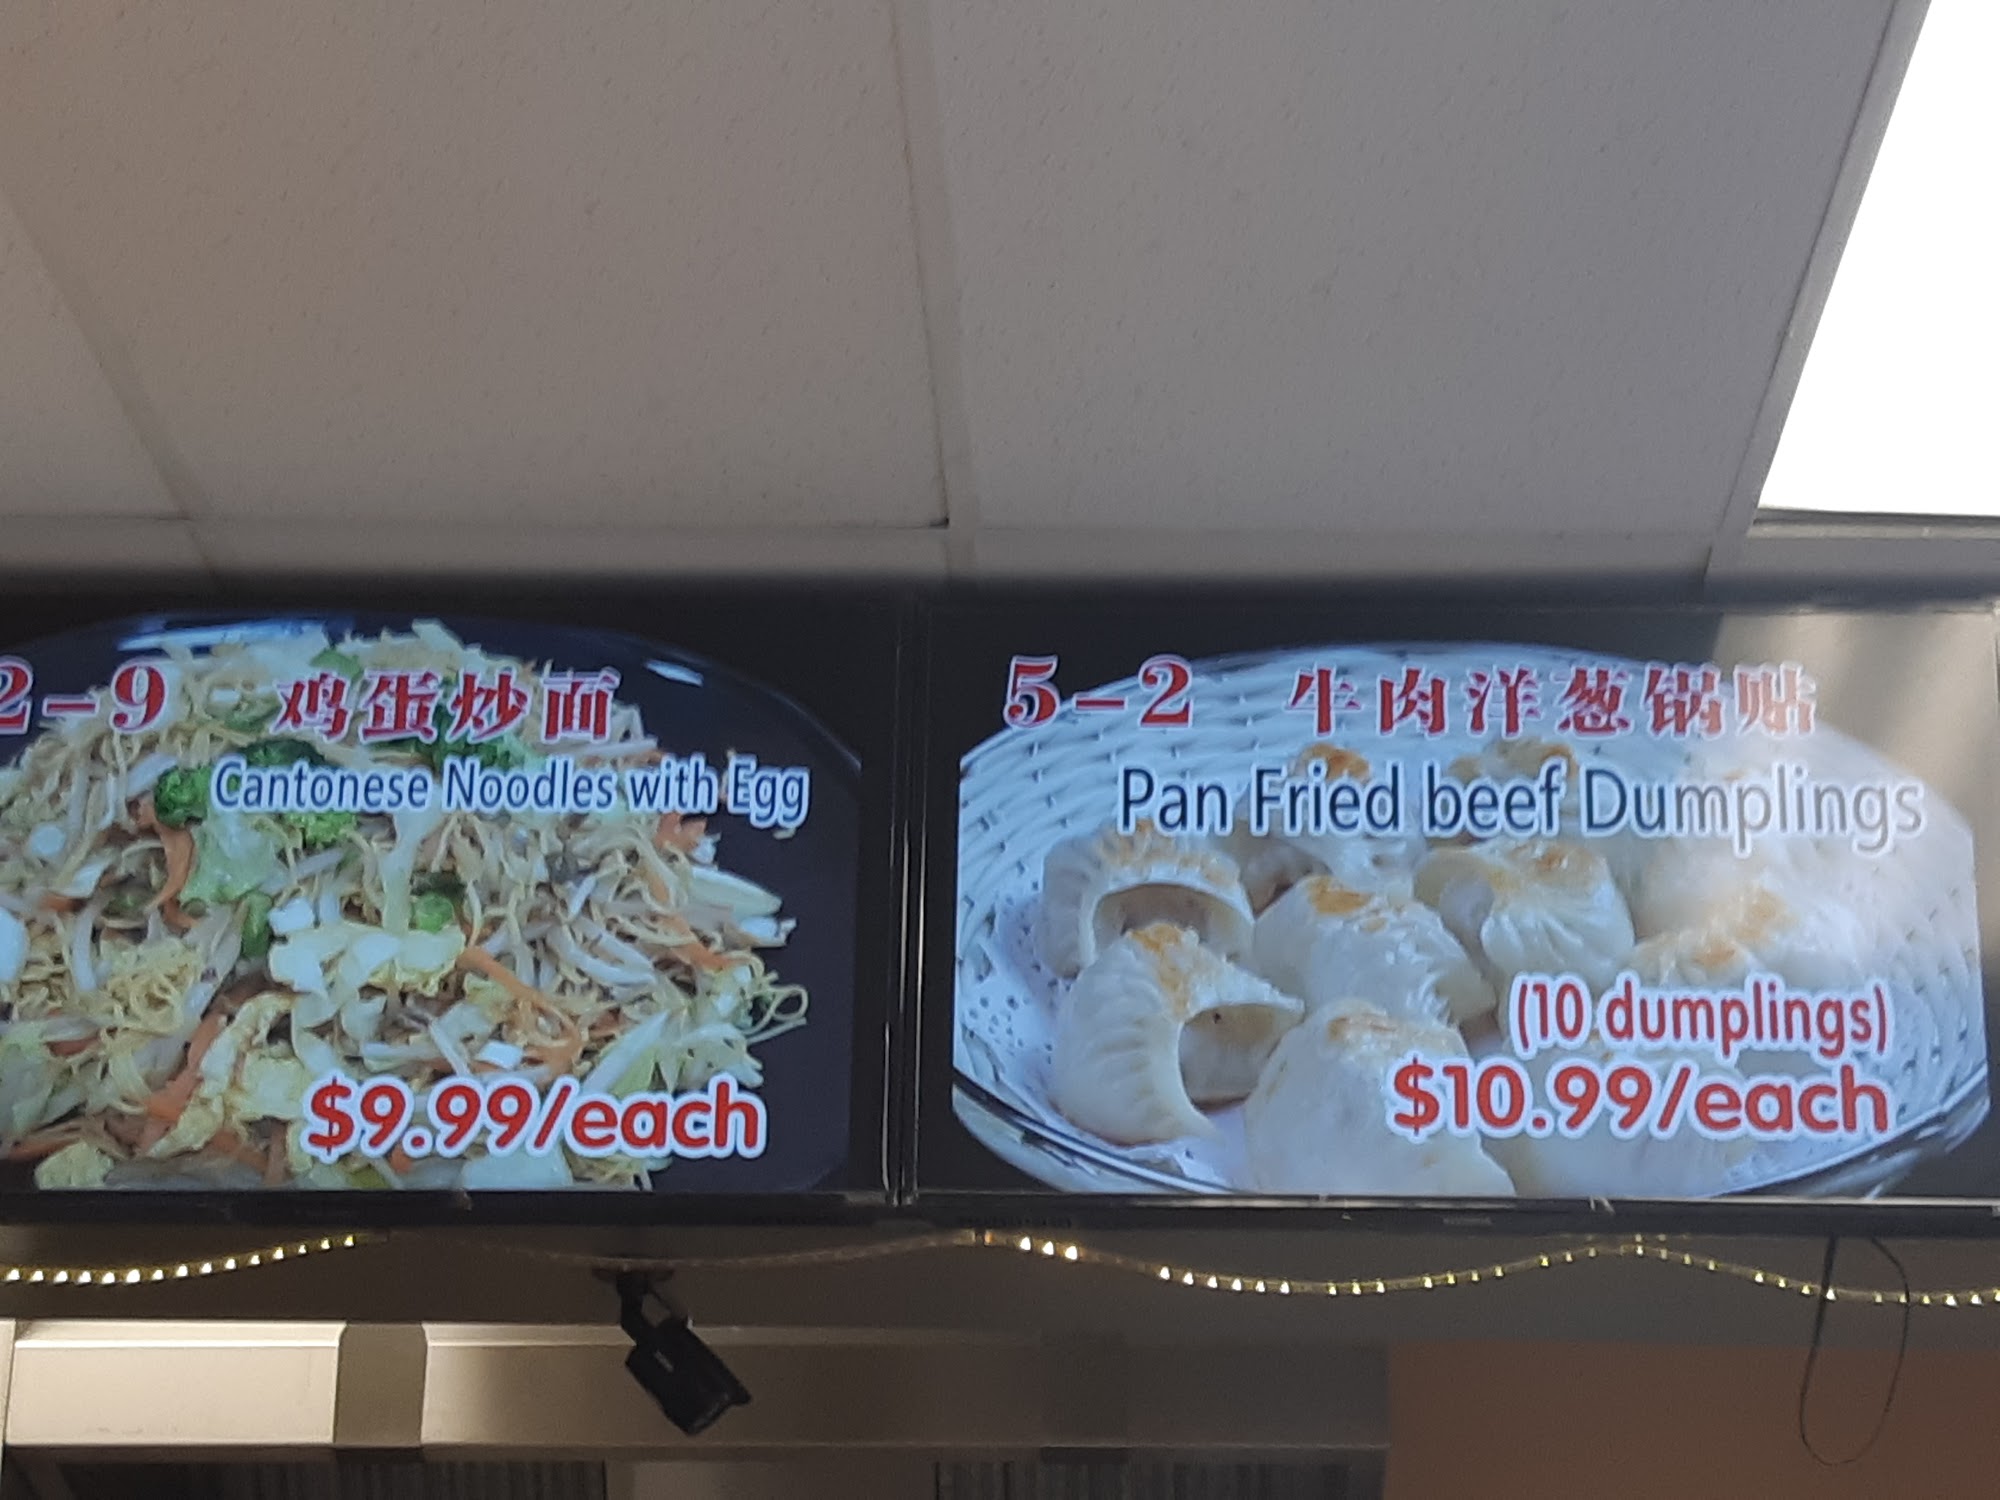 2-9 鸡蛋炒面
Cantonese Noodles with Egg
$9.99/each
5-2 牛肉洋葱锅贴
Pan Fried beef Dumplings
(10 dumplings)
$10.99/each